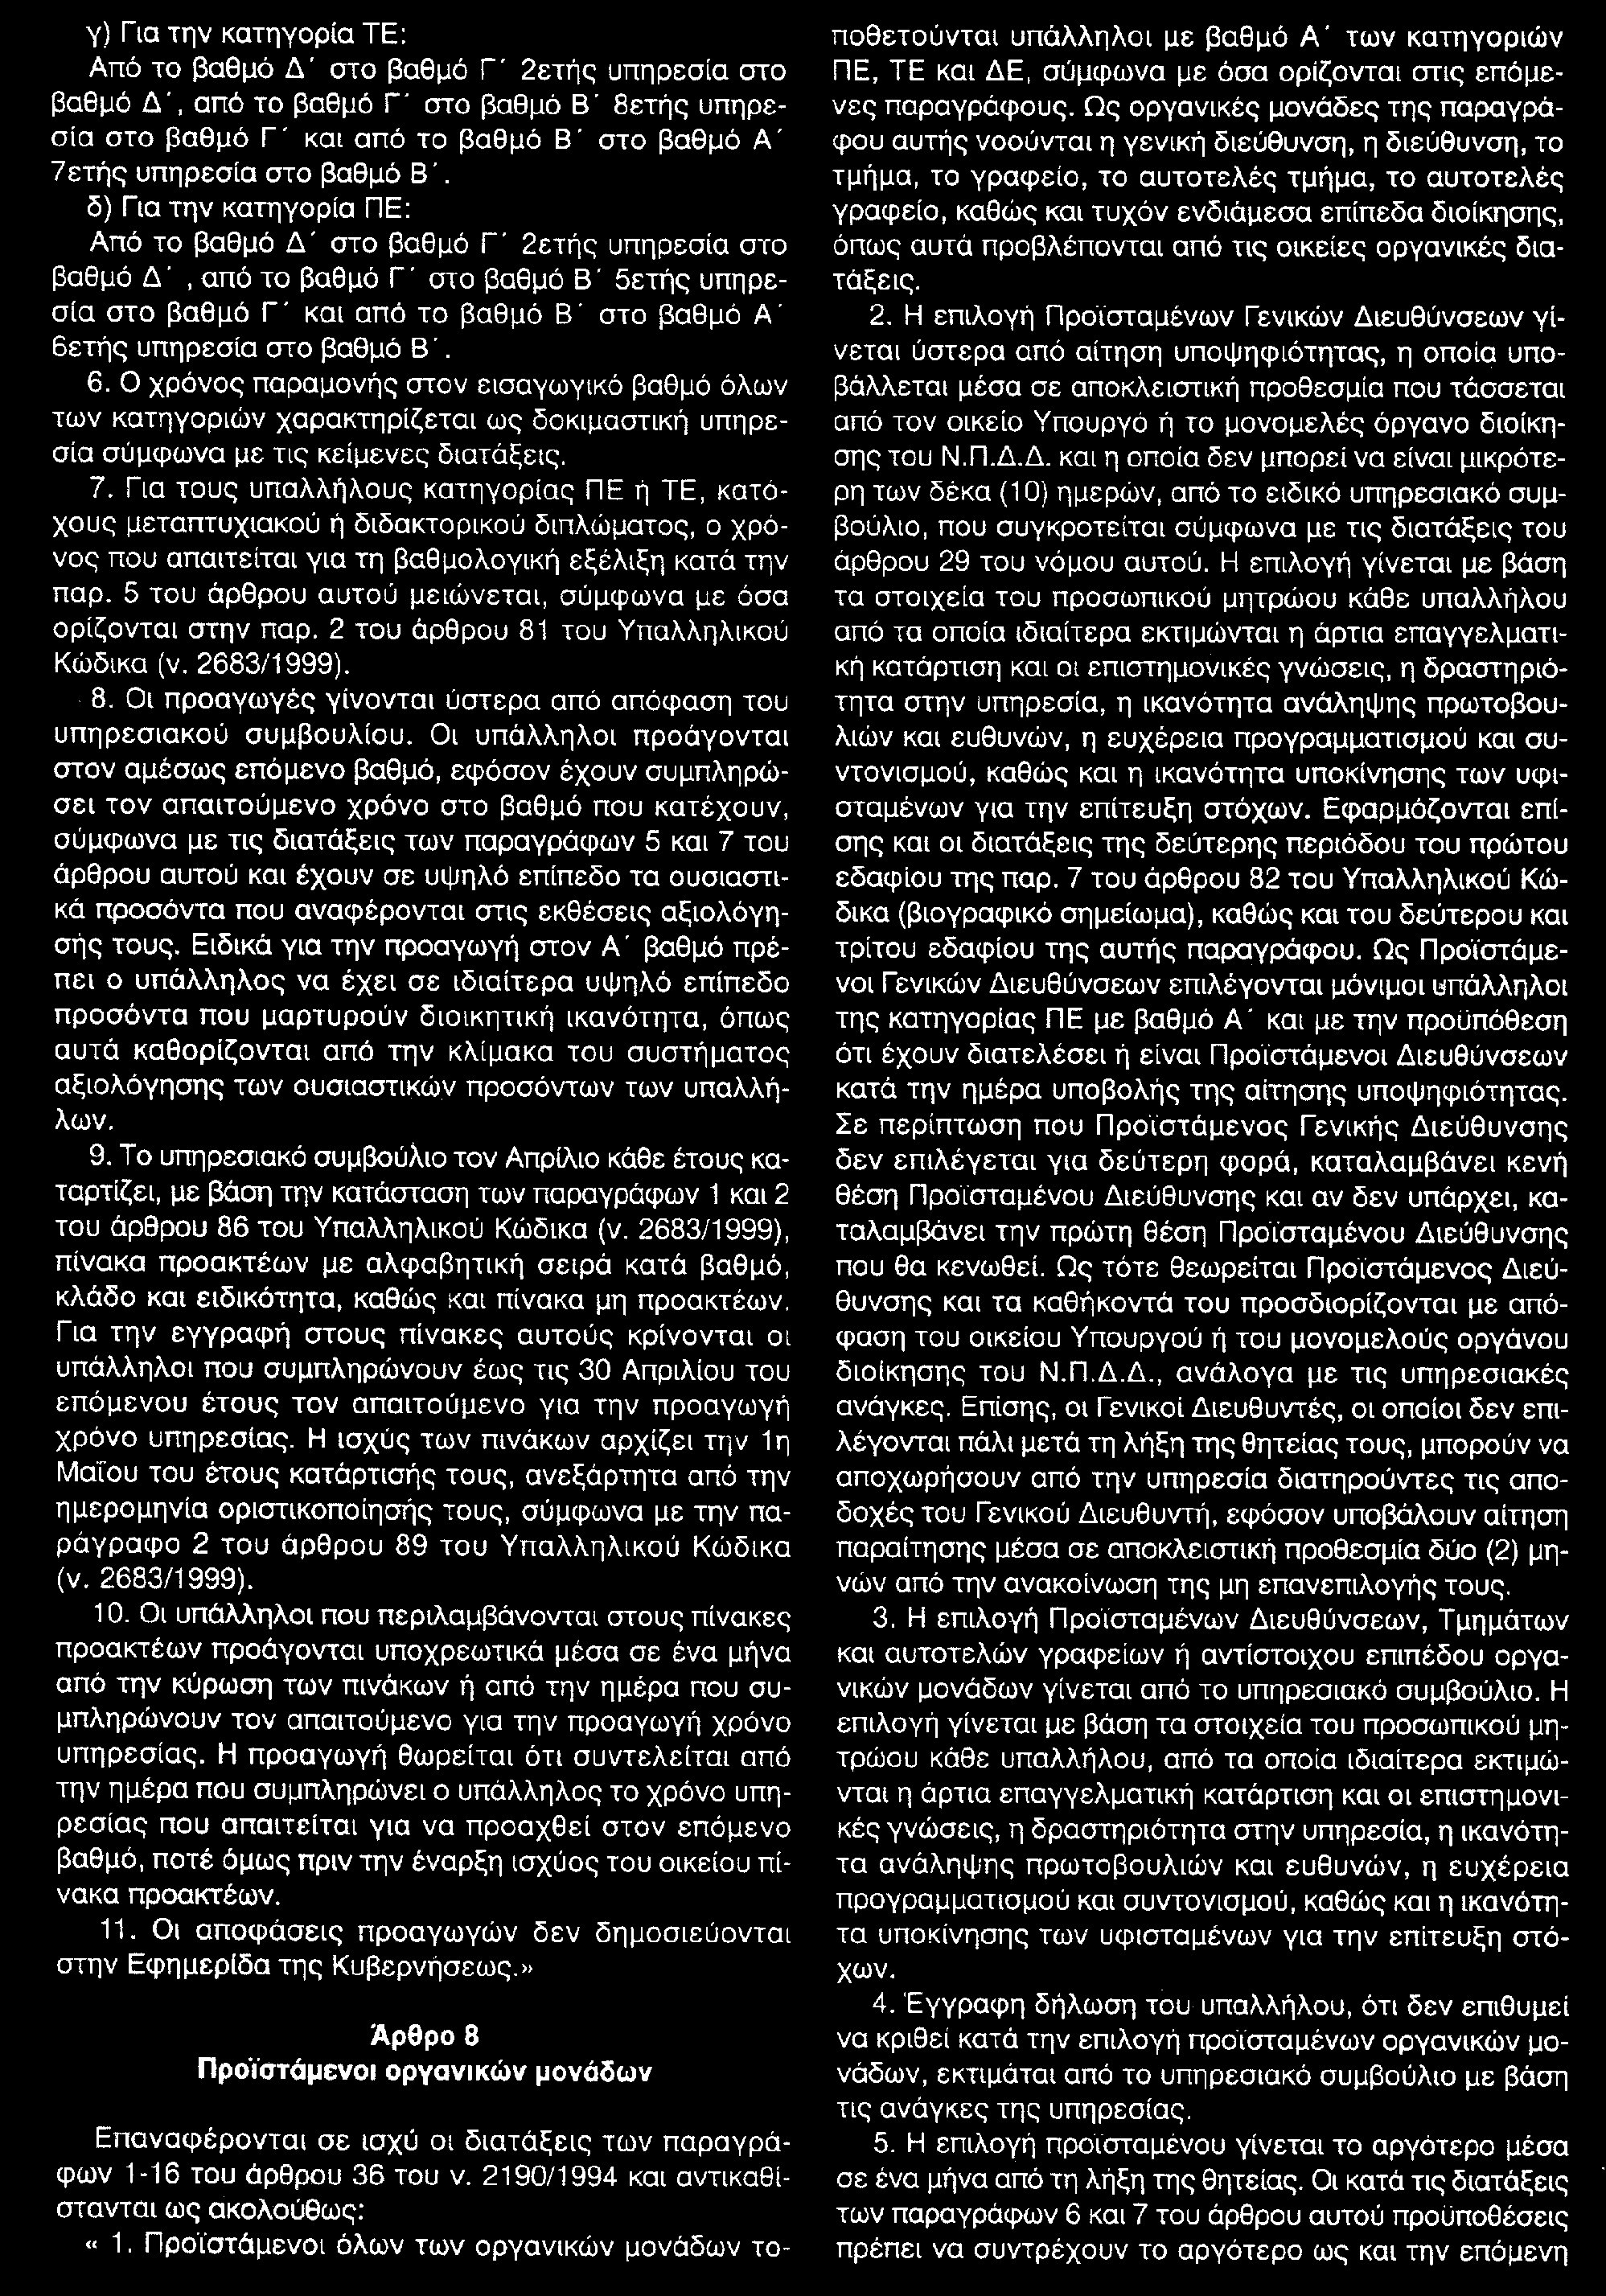 γ) Για την κατηγορία ΤΕ:
Από το βαθμό Δ΄ στο βαθμό Γ΄ 2ετής υπηρεσία στο
βαθμό Δ΄, από το βαθμό Γ΄ στο βαθμό Β΄ 8ετής υπηρε-
σία στο βαθμό Γ΄ και από το βαθμό Β΄ στο βαθμό Α΄
7ετής υπηρεσία στο βαθμό Β΄.
δ) Για την κατηγορία ΠΕ:
Από το βαθμό Δ΄ στο βαθμό Γ΄ 2ετής υπηρεσία στο
βαθμό Δ΄ , από το βαθμό Γ΄ στο βαθμό Β΄ 5ετής υπηρε-
σία στο βαθμό Γ΄ και από το βαθμό Β΄ στο βαθμό Α΄
6ετής υπηρεσία στο βαθμό Β΄.
6. Ο χρόνος παραμονής στον εισαγωγικό βαθμό όλων
των κατηγοριών χαρακτηρίζεται ως δοκιμαστική υπηρε-
σία σύμφωνα με τις κείμενες διατάξεις.
7. Για τους υπαλλήλους κατηγορίας ΠΕ ή ΤΕ, κατό-
χους μεταπτυχιακού ή διδακτορικού διπλώματος, ο χρό-
νος που απαιτείται για τη βαθμολογική εξέλιξη κατά την
παρ. 5 του άρθρου αυτού μειώνεται, σύμφωνα με όσα
ορίζονται στην παρ. 2 του άρθρου 81 του Υπαλληλικού
Κώδικα (ν. 2683/1999).
8. Οι προαγωγές γίνονται ύστερα από απόφαση του
υπηρεσιακού συμβουλίου. Οι υπάλληλοι προάγονται
στον αμέσως επόμενο βαθμό, εφόσον έχουν συμπληρώ-
σει τον απαιτούμενο χρόνο στο βαθμό που κατέχουν,
σύμφωνα με τις διατάξεις των παραγράφων 5 και 7 του
άρθρου αυτού και έχουν σε υψηλό επίπεδο τα ουσιαστι-
κά προσόντα που αναφέρονται στις εκθέσεις αξιολόγη-
σής τους. Ειδικά για την προαγωγή στον Α΄ βαθμό πρέ-
πει ο υπάλληλος να έχει σε ιδιαίτερα υψηλό επίπεδο
προσόντα που μαρτυρούν διοικητική ικανότητα, όπως
αυτά καθορίζονται από την κλίμακα του συστήματος
αξιολόγησης των ουσιαστικών προσόντων των υπαλλή-
λων.
9. Το υπηρεσιακό συμβούλιο τον Απρίλιο κάθε έτους κα-
ταρτίζει, με βάση την κατάσταση των παραγράφων 1 και 2
του άρθρου 86 του Υπαλληλικού Κώδικα (ν. 2683/1999),
πίνακα προακτέων με αλφαβητική σειρά κατά βαθμό,
κλάδο και ειδικότητα, καθώς και πίνακα μη προακτέων.
Για την εγγραφή στους πίνακες αυτούς κρίνονται οι
υπάλληλοι που συμπληρώνουν έως τις 30 Απριλίου του
επόμενου έτους τον απαιτούμενο για την προαγωγή
χρόνο υπηρεσίας. Η ισχύς των πινάκων αρχίζει την 1η
Μαΐου του έτους κατάρτισής τους, ανεξάρτητα από την
ημερομηνία οριστικοποίησής τους, σύμφωνα με την πα-
ράγραφο 2 του άρθρου 89 του Υπαλληλικού Κώδικα
(ν. 2683/1999).
10. Οι υπάλληλοι που περιλαμβάνονται στους πίνακες
προακτέων προάγονται υποχρεωτικά μέσα σε ένα μήνα
από την κύρωση των πινάκων ή από την ημέρα που συ-
μπληρώνουν τον απαιτούμενο για την προαγωγή χρόνο
υπηρεσίας. Η προαγωγή θωρείται ότι συντελείται από
την ημέρα που συμπληρώνει ο υπάλληλος το χρόνο υπη-
ρεσίας που απαιτείται για να προαχθεί στον επόμενο
βαθμό, ποτέ όμως πριν την έναρξη ισχύος του οικείου πί-
νακα προακτέων.
11. Οι αποφάσεις προαγωγών δεν δημοσιεύονται
στην Εφημερίδα της Κυβερνήσεως.»
Άρθρο 8
Προϊστάμενοι οργανικών μονάδων
Επαναφέρονται σε ισχύ οι διατάξεις των παραγρά-
φων 1-16 του άρθρου 36 του ν. 2190/1994 και αντικαθί-
στανται ως ακολούθως:
« 1. Προϊστάμενοι όλων των οργανικών μονάδων το-
ποθετούνται υπάλληλοι με βαθμό Α΄ των κατηγοριών
ΠΕ, ΤΕ και ΔΕ, σύμφωνα με όσα ορίζονται στις επόμε-
νες παραγράφους. Ως οργανικές μονάδες της παραγρά-
φου αυτής νοούνται η γενική διεύθυνση, η διεύθυνση, το
τμήμα, το γραφείο, το αυτοτελές τμήμα, το αυτοτελές
γραφείο, καθώς και τυχόν ενδιάμεσα επίπεδα διοίκησης,
όπως αυτά προβλέπονται από τις οικείες οργανικές δια-
τάξεις.
2. Η επιλογή Προϊσταμένων Γενικών Διευθύνσεων γί-
νεται ύστερα από αίτηση υποψηφιότητας, η οποία υπο-
βάλλεται μέσα σε αποκλειστική προθεσμία που τάσσεται
από τον οικείο Υπουργό ή το μονομελές όργανο διοίκη-
σης του Ν.Π.Δ.Δ. και η οποία δεν μπορεί να είναι μικρότε-
ρη των δέκα (10) ημερών, από το ειδικό υπηρεσιακό συμ-
βούλιο, που συγκροτείται σύμφωνα με τις διατάξεις του
άρθρου 29 του νόμου αυτού. Η επιλογή γίνεται με βάση
τα στοιχεία του προσωπικού μητρώου κάθε υπαλλήλου
από τα οποία ιδιαίτερα εκτιμώνται η άρτια επαγγελματι-
κή κατάρτιση και οι επιστημονικές γνώσεις, η δραστηριό-
τητα στην υπηρεσία, η ικανότητα ανάληψης πρωτοβου-
λιών και ευθυνών, η ευχέρεια προγραμματισμού και συ-
ντονισμού, καθώς και η ικανότητα υποκίνησης των υφι-
σταμένων για την επίτευξη στόχων. Εφαρμόζονται επί-
σης και οι διατάξεις της δεύτερης περιόδου του πρώτου
εδαφίου της παρ. 7 του άρθρου 82 του Υπαλληλικού Κώ-
δικα (βιογραφικό σημείωμα), καθώς και του δεύτερου και
τρίτου εδαφίου της αυτής παραγράφου. Ως Προϊστάμε-
νοι Γενικών Διευθύνσεων επιλέγονται μόνιμοι υπάλληλοι
της κατηγορίας ΠΕ με βαθμό Α΄ και με την προϋπόθεση
ότι έχουν διατελέσει ή είναι Προϊστάμενοι Διευθύνσεων
κατά την ημέρα υποβολής της αίτησης υποψηφιότητας.
Σε περίπτωση που Προϊστάμενος Γενικής Διεύθυνσης
δεν επιλέγεται για δεύτερη φορά, καταλαμβάνει κενή
θέση Προϊσταμένου Διεύθυνσης και αν δεν υπάρχει, κα-
ταλαμβάνει την πρώτη θέση Προϊσταμένου Διεύθυνσης
που θα κενωθεί. Ως τότε θεωρείται Προϊστάμενος Διεύ-
θυνσης και τα καθήκοντά του προσδιορίζονται με από-
φαση του οικείου Υπουργού ή του μονομελούς οργάνου
διοίκησης του Ν.Π.Δ.Δ., ανάλογα με τις υπηρεσιακές
ανάγκες. Επίσης, οι Γενικοί Διευθυντές, οι οποίοι δεν επι-
λέγονται πάλι μετά τη λήξη της θητείας τους, μπορούν να
αποχωρήσουν από την υπηρεσία διατηρούντες τις απο-
δοχές του Γενικού Διευθυντή, εφόσον υποβάλουν αίτηση
παραίτησης μέσα σε αποκλειστική προθεσμία δύο (2) μη-
νών από την ανακοίνωση της μη επανεπιλογής τους.
3. Η επιλογή Προϊσταμένων Διευθύνσεων, Τμημάτων
και αυτοτελών γραφείων ή αντίστοιχου επιπέδου οργα-
νικών μονάδων γίνεται από το υπηρεσιακό συμβούλιο. Η
επιλογή γίνεται με βάση τα στοιχεία του προσωπικού μη-
τρώου κάθε υπαλλήλου, από τα οποία ιδιαίτερα εκτιμώ-
νται η άρτια επαγγελματική κατάρτιση και οι επιστημονι-
κές γνώσεις, η δραστηριότητα στην υπηρεσία, η ικανότη-
τα ανάληψης πρωτοβουλιών και ευθυνών, η ευχέρεια
προγραμματισμού και συντονισμού, καθώς και η ικανότη-
τα υποκίνησης των υφισταμένων για την επίτευξη στό-
χων.
4. Έγγραφη δήλωση του υπαλλήλου, ότι δεν επιθυμεί
να κριθεί κατά την επιλογή προϊσταμένων οργανικών μο-
νάδων, εκτιμάται από το υπηρεσιακό συμβούλιο με βάση
τις ανάγκες της υπηρεσίας.
5. Η επιλογή προϊσταμένου γίνεται το αργότερο μέσα
σε ένα μήνα από τη λήξη της θητείας. Οι κατά τις διατάξεις
των παραγράφων 6 και 7 του άρθρου αυτού προϋποθέσεις
πρέπει να συντρέχουν το αργότερο ως και την επόμενη